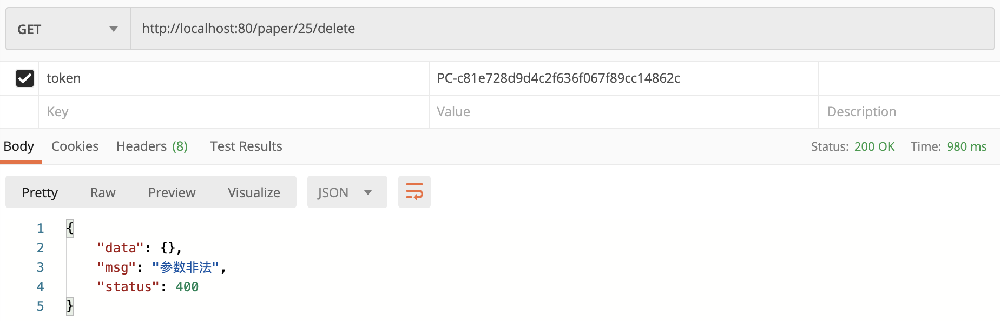 GET http://localhost:80/paper/25/delete
token PC-c81e728d9d4c2f636f067f89cc14862c
Key Value Description
Body Cookies Headers (8) Test Results Status: 200 OK Time: 980 ms
Pretty Raw Preview Visualize JSON
1 {
2 "data": {},
3 "msg": "参数非法",
4 "status": 400
5 }